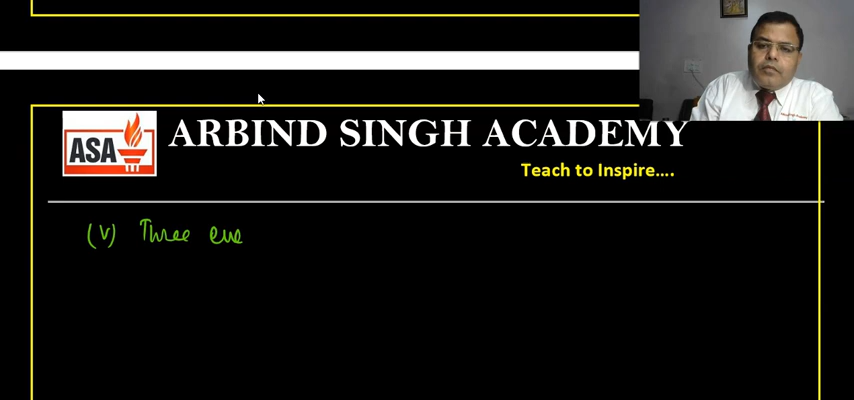 ASA
ARBIND SINGH ACADEMY
Teach to Inspire....
(V) Three eve